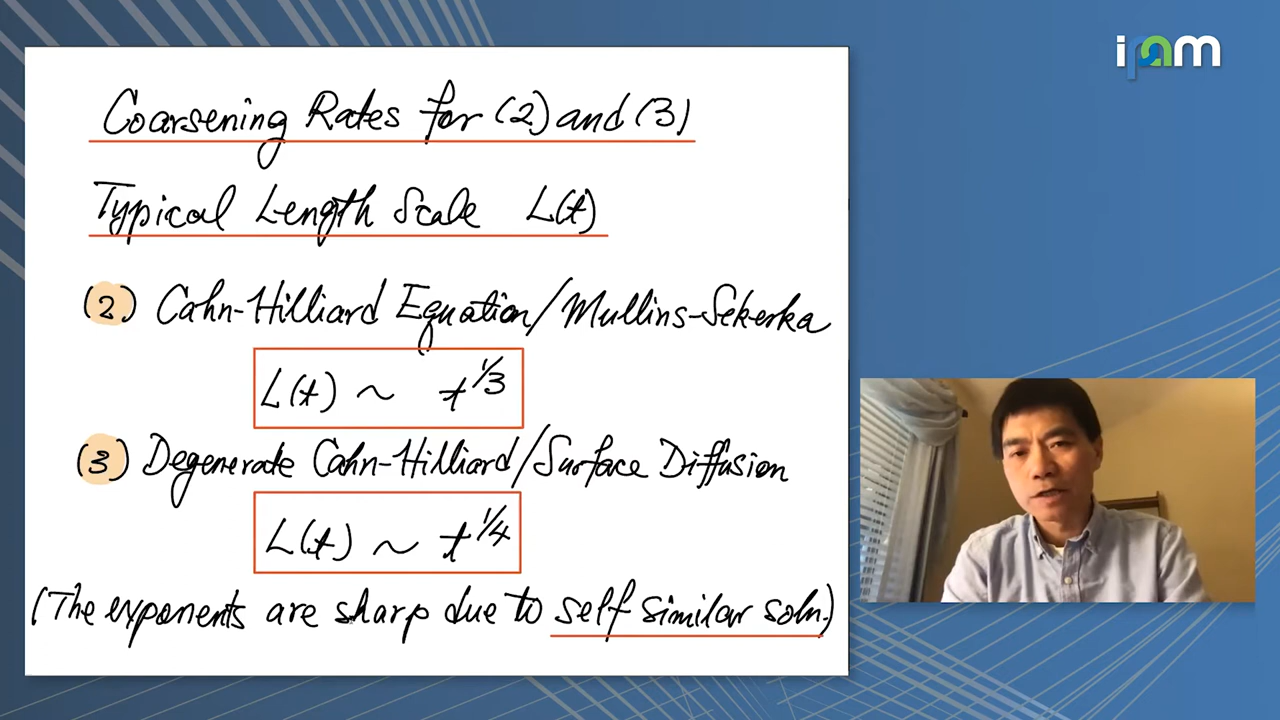 Coarsening Rates for (2) and (3)
Typical Length Scale L(t)
(2) Cahn-Hilliard Equation/Mullins-Sekerka
L(t) ~ t^1/3
(3) Degenerate Cahn-Hilliard/Surface Diffusion
L(t) ~ t^1/4
(The exponents are sharp due to self similar soln.)
ipam